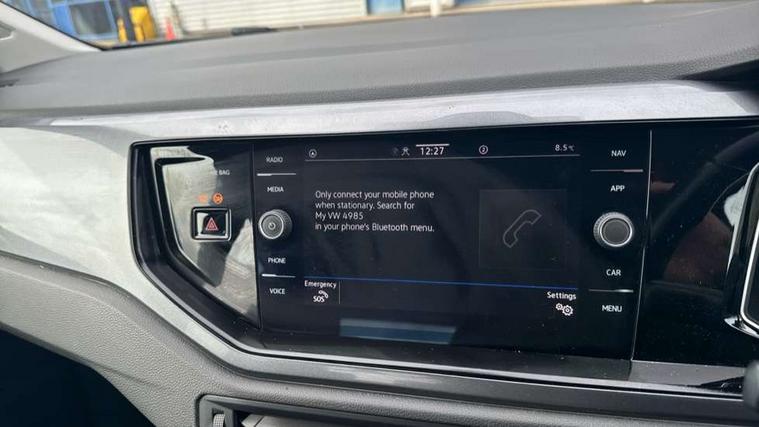 RADIO
MEDIA
PHONE
VOICE
12:27
8.5°C
Only connect your mobile phone
when stationary. Search for
My VW 4985
in your phone's Bluetooth menu.
Emergency
SOS
Settings
NAV
APP
CAR
MENU
BAG